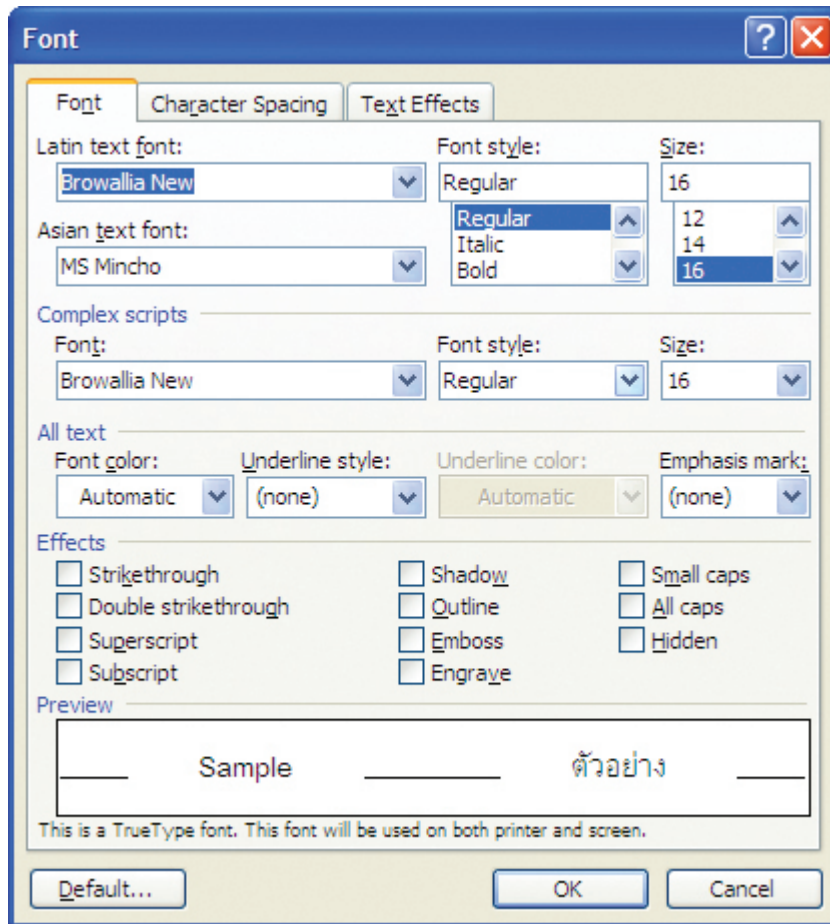 Font
Font Character Spacing Text Effects
Latin text font: Font style: Size:
Browallia New Regular 16
Regular 12
Italic 14
Bold 16
Asian text font:
MS Mincho
Complex scripts
Font: Font style: Size:
Browallia New Regular 16
All text
Font color: Underline style: Underline color: Emphasis mark:
Automatic (none) Automatic (none)
Effects
Strikethrough Shadow Small caps
Double strikethrough Outline All caps
Superscript Emboss Hidden
Subscript Engrave
Preview
Sample ตัวอย่าง
This is a TrueType font. This font will be used on both printer and screen.
Default... OK Cancel